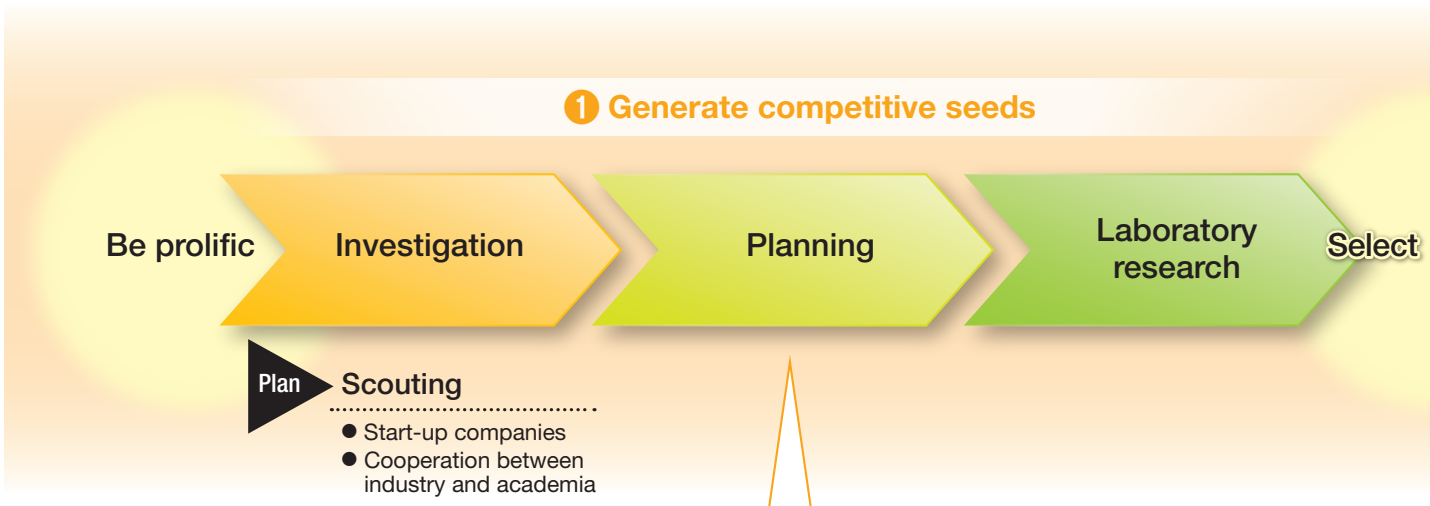 ❶ Generate competitive seeds
Be prolific
Investigation
Planning
Laboratory
research
Select
Plan
Scouting
● Start-up companies
● Cooperation between
industry and academia